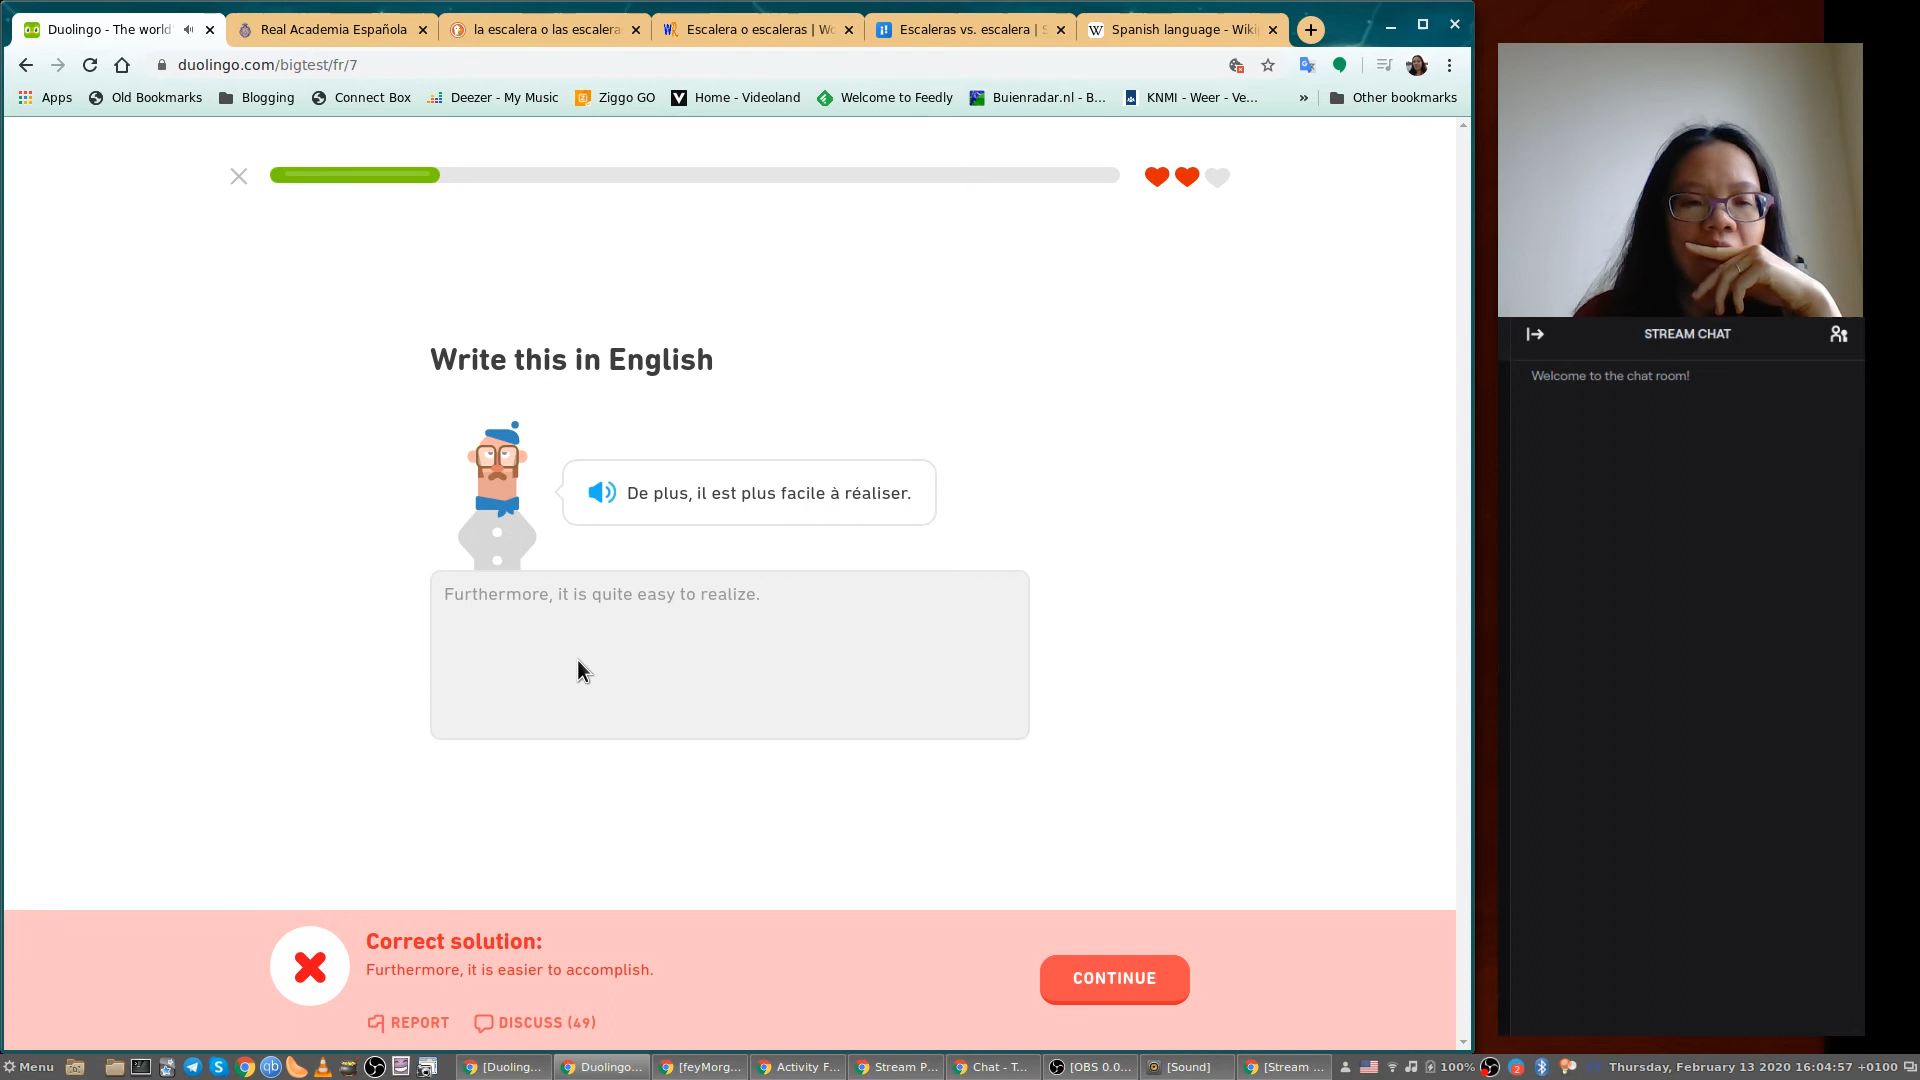 Duolingo - The world'
Real Academia Española
la escalera o las escalera
Escalera o escaleras | Wo
Escaleras vs. escalera | S
Spanish language - Wiki
duolingo.com/bigtest/fr/7
Apps
Old Bookmarks
Blogging
Connect Box
Deezer - My Music
Ziggo GO
Home - Videoland
Welcome to Feedly
Buienradar.nl - B...
KNMI - Weer - Ve...
»
Other bookmarks
Write this in English
De plus, il est plus facile à réaliser.
Furthermore, it is quite easy to realize.
Correct solution:
Furthermore, it is easier to accomplish.
REPORT
DISCUSS (49)
CONTINUE
STREAM CHAT
Welcome to the chat room!
Menu
[Duoling...
Duolingo...
[feyMorg...
Activity F...
Stream P...
Chat - T...
[OBS 0.0...
[Sound]
[Stream ...
100%
2
Thursday, February 13 2020 16:04:57 +0100